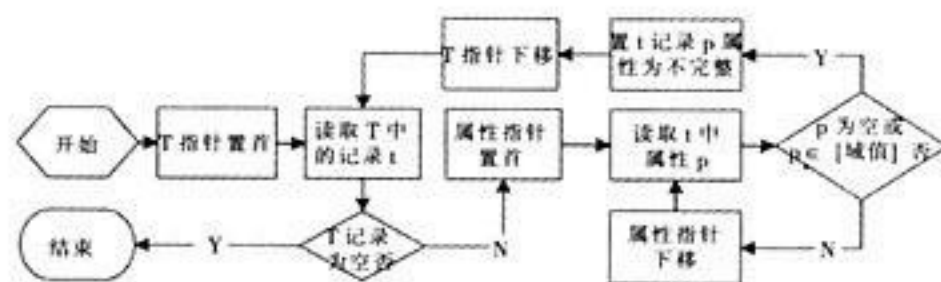 T指针下移
置t记录p属
性为不完整
Y
开始
T指针置首
读取T中
的记录t
属性指针
置首
读取t中
属性p
p为空或
p∈[域值]否
结束
Y
T记录
为空否
N
属性指针
下移
N